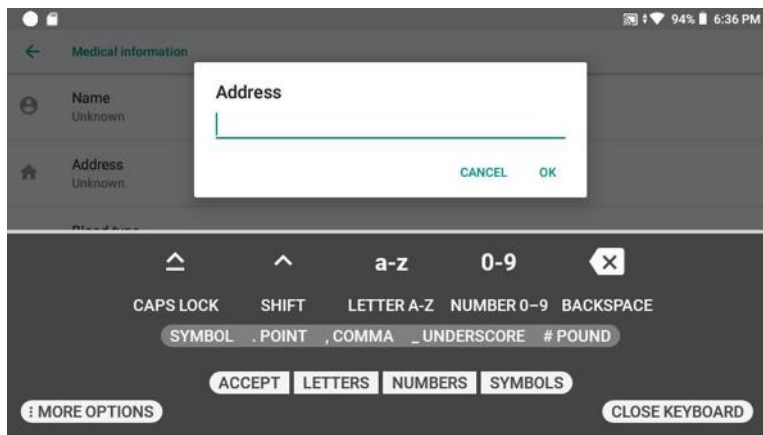 94% 6:36 PM
Medical information
Name
Unknown
Address
Unknown
Address
CANCEL OK
a-z 0-9
CAPS LOCK SHIFT LETTER A-Z NUMBER 0–9 BACKSPACE
SYMBOL . POINT , COMMA _ UNDERSCORE # POUND
ACCEPT LETTERS NUMBERS SYMBOLS
MORE OPTIONS CLOSE KEYBOARD